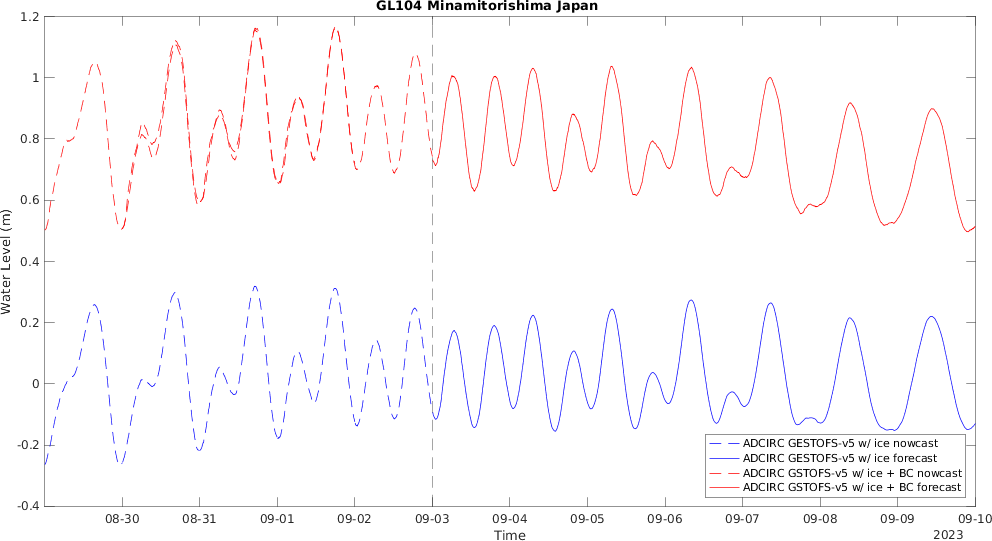 GL104 Minamitorishima Japan
1.2
1
0.8
0.6
0.4
0.2
0
-0.2
-0.4
Water Level (m)
ADCIRC GESTOFS-v5 w/ ice nowcast
ADCIRC GESTOFS-v5 w/ ice forecast
ADCIRC GSTOFS-v5 w/ ice + BC nowcast
ADCIRC GSTOFS-v5 w/ ice + BC forecast
08-30 08-31 09-01 09-02 09-03 09-04 09-05 09-06 09-07 09-08 09-09 09-10
Time
2023